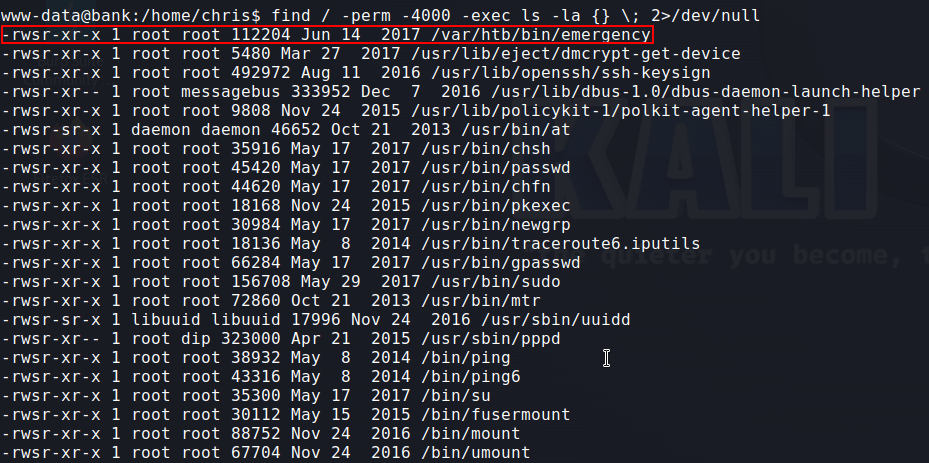 www-data@bank:/home/chris$ find / -perm -4000 -exec ls -la {} \; 2>/dev/null
-rwsr-xr-x 1 root root 112204 Jun 14  2017 /var/htb/bin/emergency
-rwsr-xr-x 1 root root 5480 Mar 27  2017 /usr/lib/eject/dmcrypt-get-device
-rwsr-xr-x 1 root root 492972 Aug 11  2016 /usr/lib/openssh/ssh-keysign
-rwsr-xr-- 1 root messagebus 333952 Dec  7  2016 /usr/lib/dbus-1.0/dbus-daemon-launch-helper
-rwsr-xr-x 1 root root 9808 Nov 24  2015 /usr/lib/policykit-1/polkit-agent-helper-1
-rwsr-sr-x 1 daemon daemon 46652 Oct 21  2013 /usr/bin/at
-rwsr-xr-x 1 root root 35916 May 17  2017 /usr/bin/chsh
-rwsr-xr-x 1 root root 45420 May 17  2017 /usr/bin/passwd
-rwsr-xr-x 1 root root 44620 May 17  2017 /usr/bin/chfn
-rwsr-xr-x 1 root root 18168 Nov 24  2015 /usr/bin/pkexec
-rwsr-xr-x 1 root root 30984 May 17  2017 /usr/bin/newgrp
-rwsr-xr-x 1 root root 18136 May  8  2014 /usr/bin/traceroute6.iputils
-rwsr-xr-x 1 root root 66284 May 17  2017 /usr/bin/gpasswd
-rwsr-xr-x 1 root root 156708 May 29  2017 /usr/bin/sudo
-rwsr-xr-x 1 root root 72860 Oct 21  2013 /usr/bin/mtr
-rwsr-sr-x 1 libuuid libuuid 17996 Nov 24  2016 /usr/sbin/uuidd
-rwsr-xr-- 1 root dip 323000 Apr 21  2015 /usr/sbin/pppd
-rwsr-xr-x 1 root root 38932 May  8  2014 /bin/ping
-rwsr-xr-x 1 root root 43316 May  8  2014 /bin/ping6
-rwsr-xr-x 1 root root 35300 May 17  2017 /bin/su
-rwsr-xr-x 1 root root 30112 May 15  2015 /bin/fusermount
-rwsr-xr-x 1 root root 88752 Nov 24  2016 /bin/mount
-rwsr-xr-x 1 root root 67704 Nov 24  2016 /bin/umount
KALI
quieter you become,